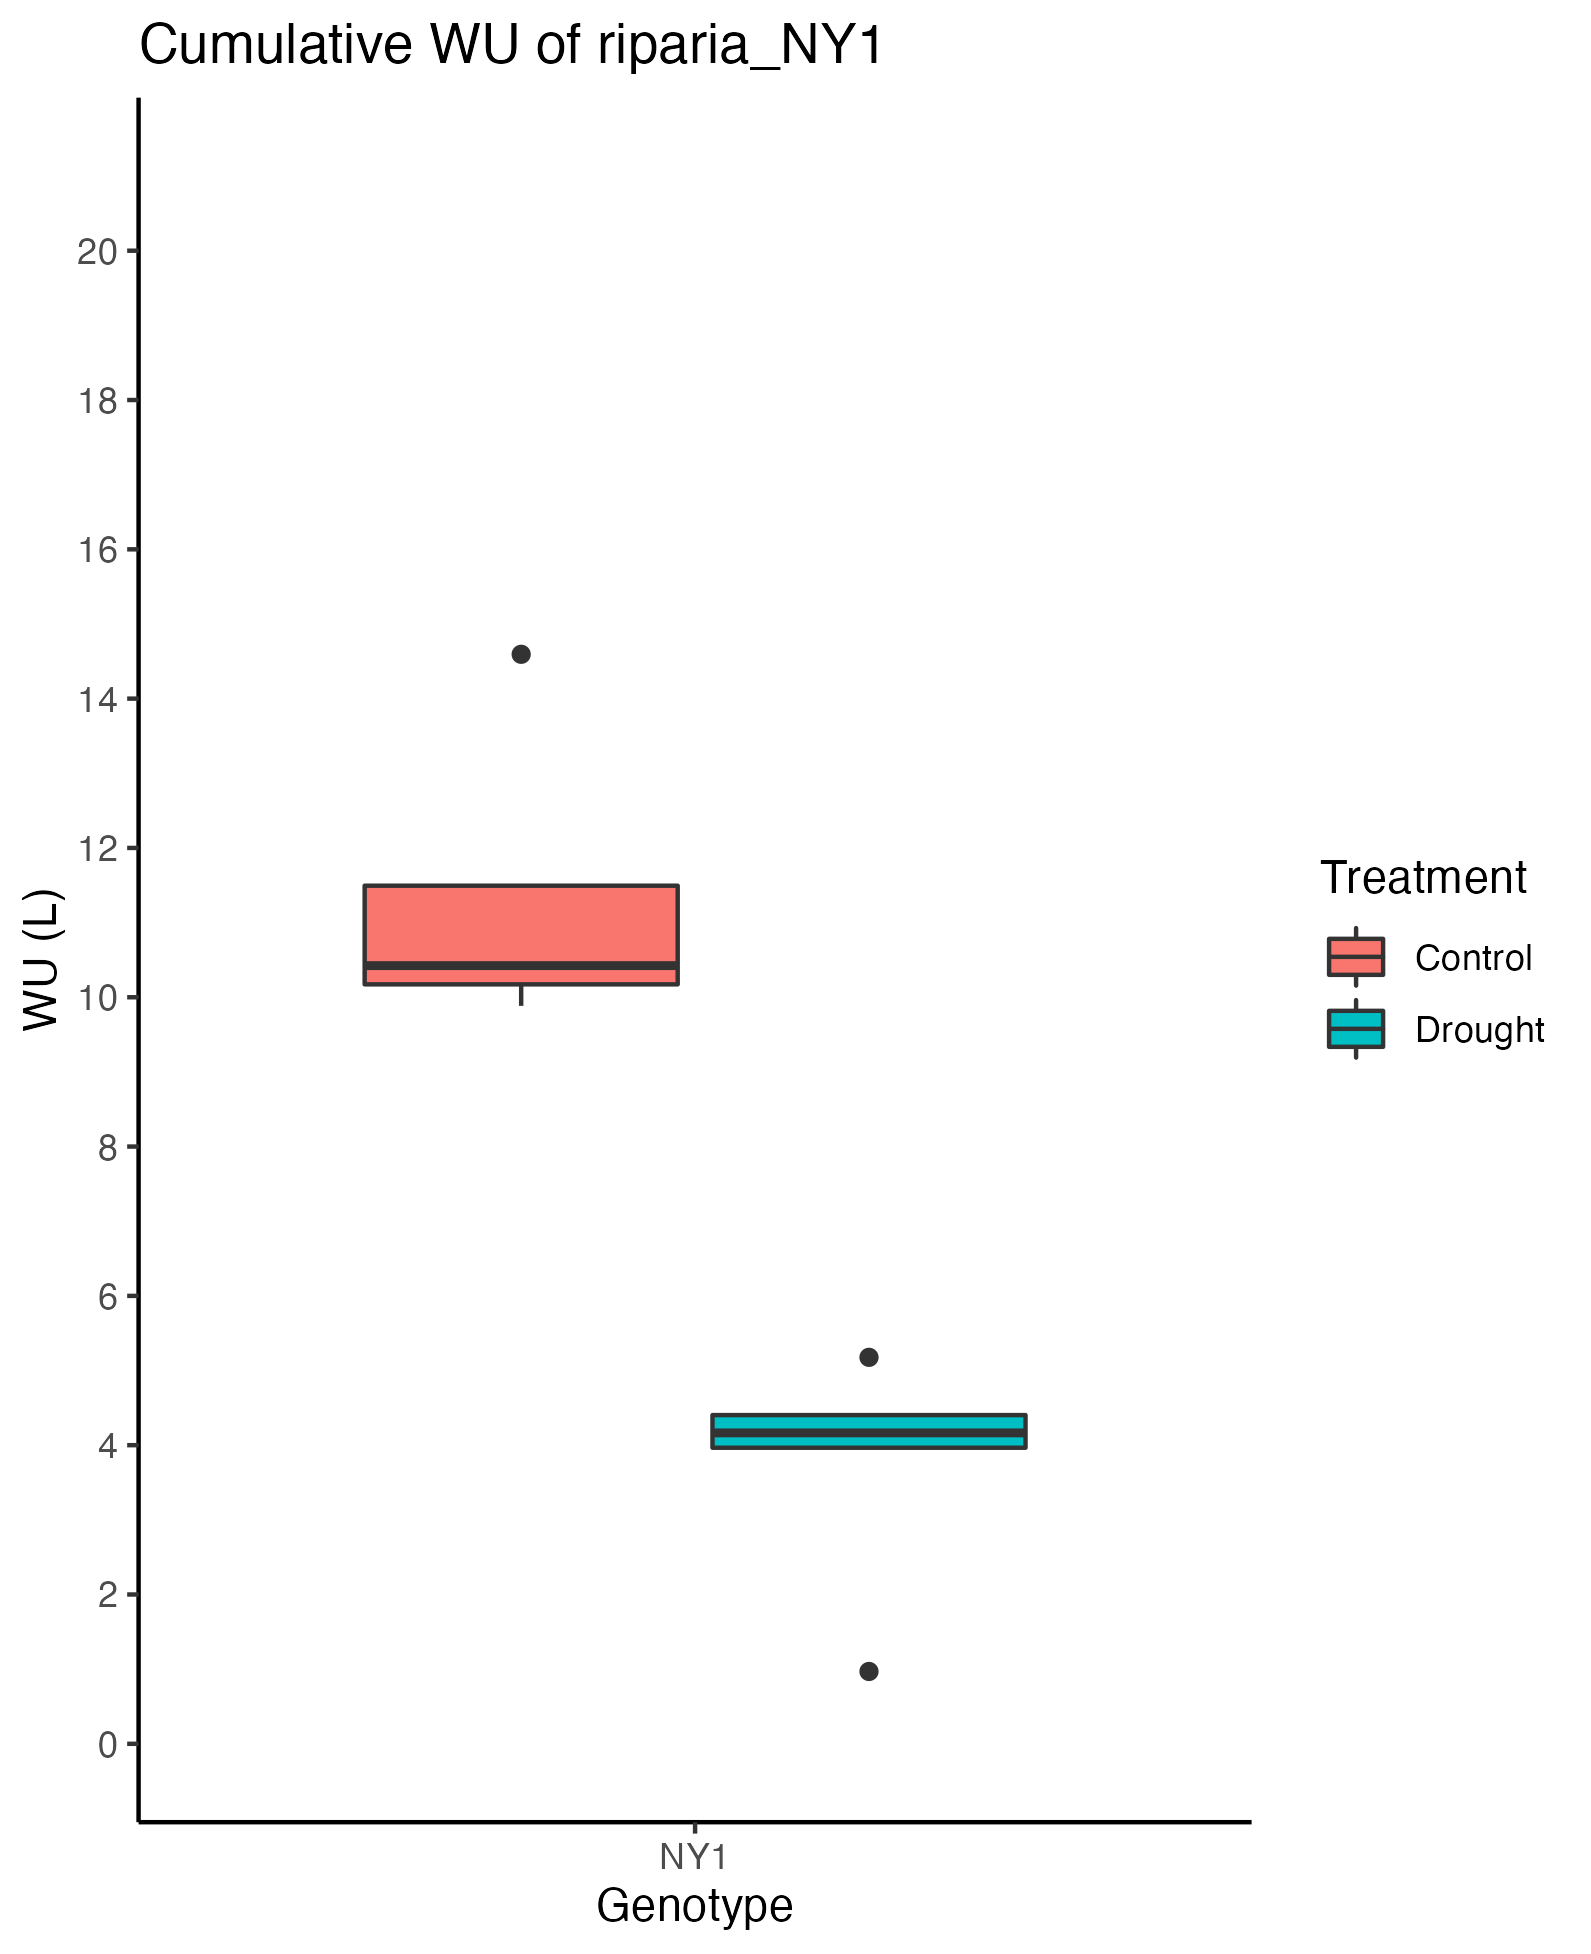 Cumulative WU of riparia_NY1
20
18
16
14
12
10
8
6
4
2
0
WU (L)
NY1
Genotype
Treatment
Control
Drought